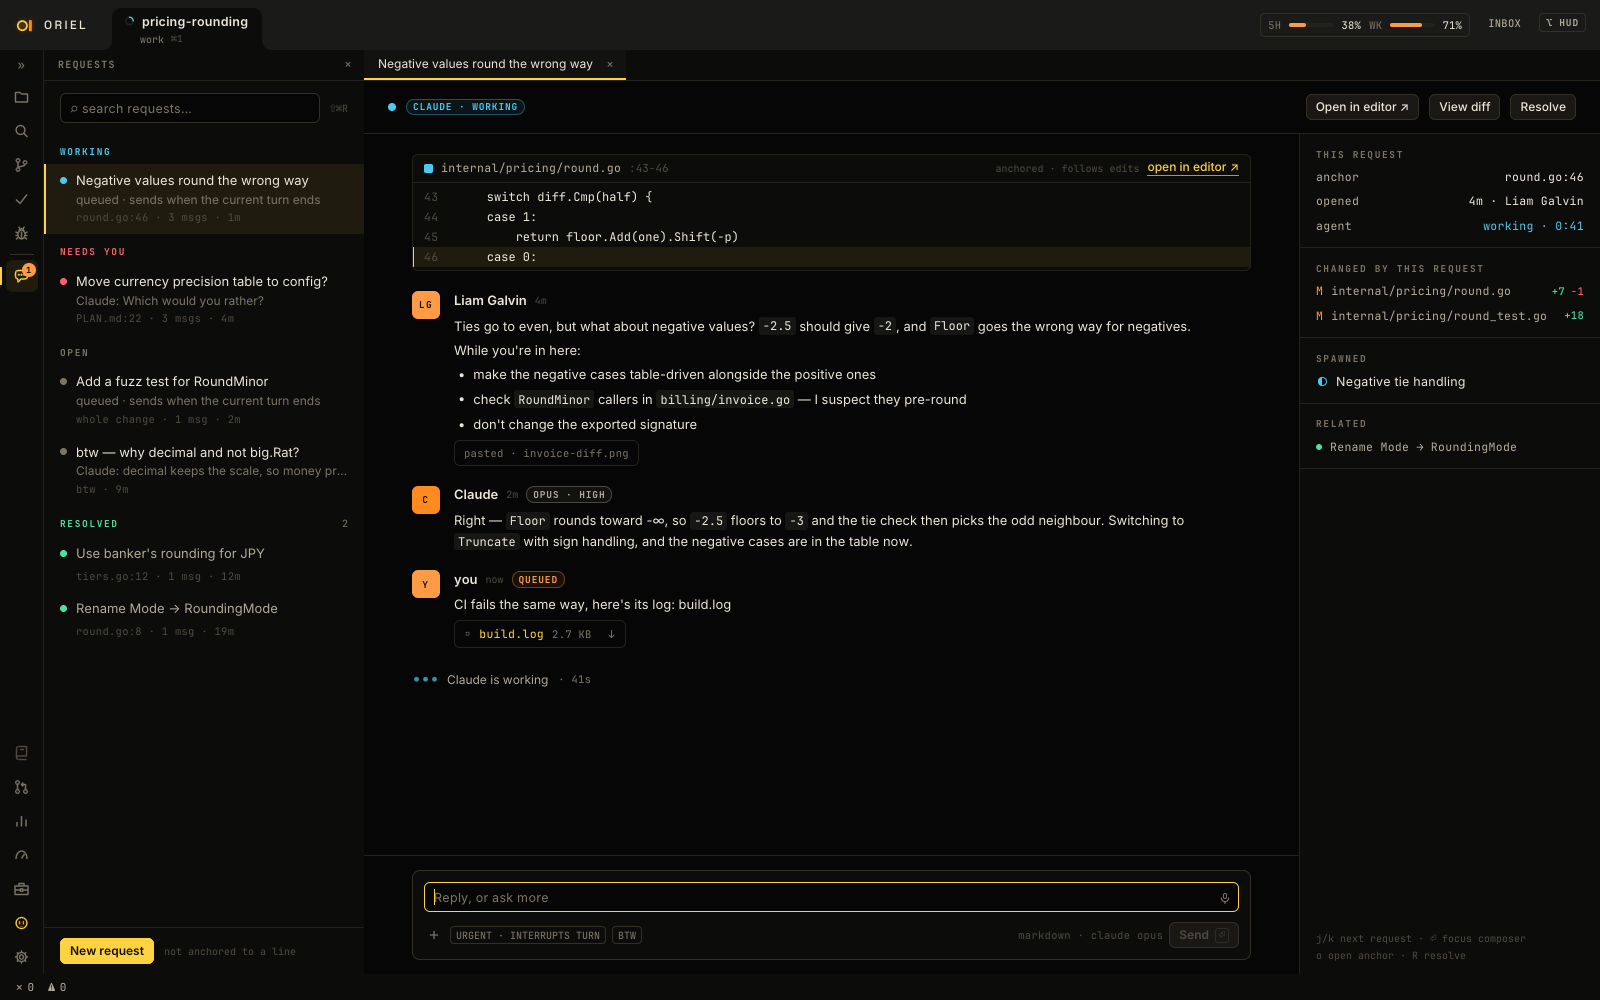 ORIEL
pricing-rounding
work ⌘1
5H 38% WK 71%
INBOX
⌥ HUD
REQUESTS ×
search requests... ⇧⌘R
WORKING
Negative values round the wrong way
queued · sends when the current turn ends
round.go:46 · 3 msgs · 1m
NEEDS YOU
1
Move currency precision table to config?
Claude: Which would you rather?
PLAN.md:22 · 3 msgs · 4m
OPEN
Add a fuzz test for RoundMinor
queued · sends when the current turn ends
whole change · 1 msg · 2m
btw — why decimal and not big.Rat?
Claude: decimal keeps the scale, so money pr...
btw · 9m
RESOLVED 2
Use banker's rounding for JPY
tiers.go:12 · 1 msg · 12m
Rename Mode → RoundingMode
round.go:8 · 1 msg · 19m
New request not anchored to a line
× 0 0
Negative values round the wrong way ×
CLAUDE · WORKING
Open in editor ↗ View diff Resolve
internal/pricing/round.go :43-46 anchored · follows edits open in editor ↗
43 switch diff.Cmp(half) {
44 case 1:
45 return floor.Add(one).Shift(-p)
46 case 0:
LG Liam Galvin 4m
Ties go to even, but what about negative values? -2.5 should give -2, and Floor goes the wrong way for negatives.
While you're in here:
• make the negative cases table-driven alongside the positive ones
• check RoundMinor callers in billing/invoice.go — I suspect they pre-round
• don't change the exported signature
pasted · invoice-diff.png
C Claude 2m OPUS · HIGH
Right — Floor rounds toward -∞, so -2.5 floors to -3 and the tie check then picks the odd neighbour. Switching to
Truncate with sign handling, and the negative cases are in the table now.
Y you now QUEUED
CI fails the same way, here's its log: build.log
build.log 2.7 KB ↓
Claude is working · 41s
Reply, or ask more
+ URGENT · INTERRUPTS TURN BTW markdown · claude opus Send ⏎
THIS REQUEST
anchor round.go:46
opened 4m · Liam Galvin
agent working · 0:41
CHANGED BY THIS REQUEST
M internal/pricing/round.go +7 -1
M internal/pricing/round_test.go +18
SPAWNED
Negative tie handling
RELATED
Rename Mode → RoundingMode
j/k next request · ⏎ focus composer
o open anchor · R resolve